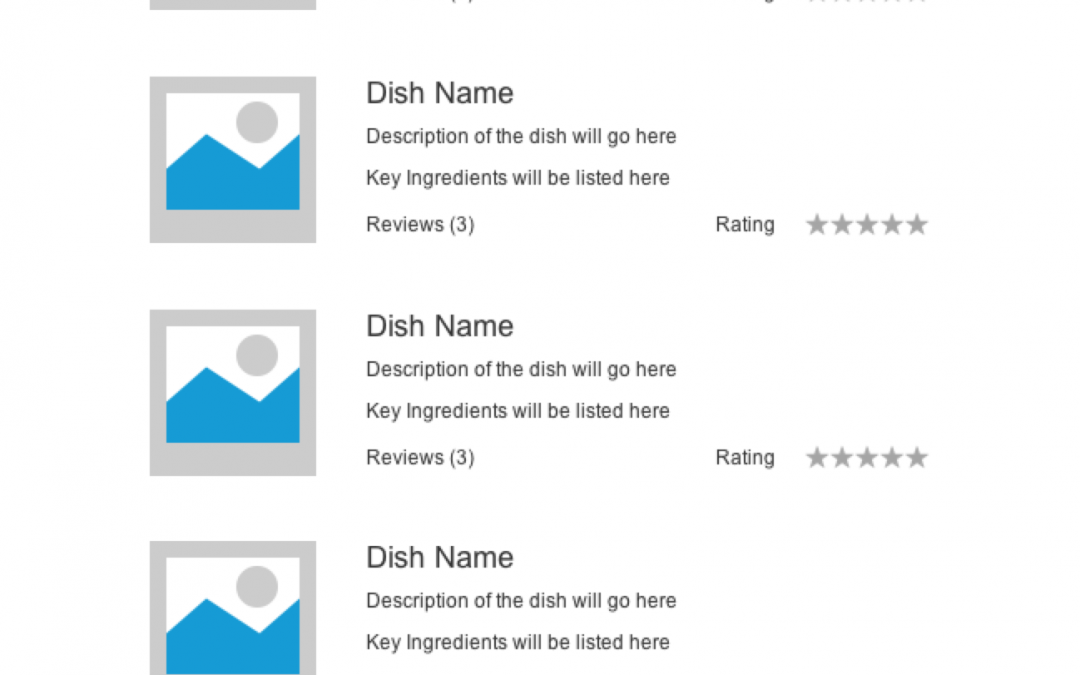 Dish Name
Description of the dish will go here
Key Ingredients will be listed here
Reviews (3) Rating
Dish Name
Description of the dish will go here
Key Ingredients will be listed here
Reviews (3) Rating
Dish Name
Description of the dish will go here
Key Ingredients will be listed here